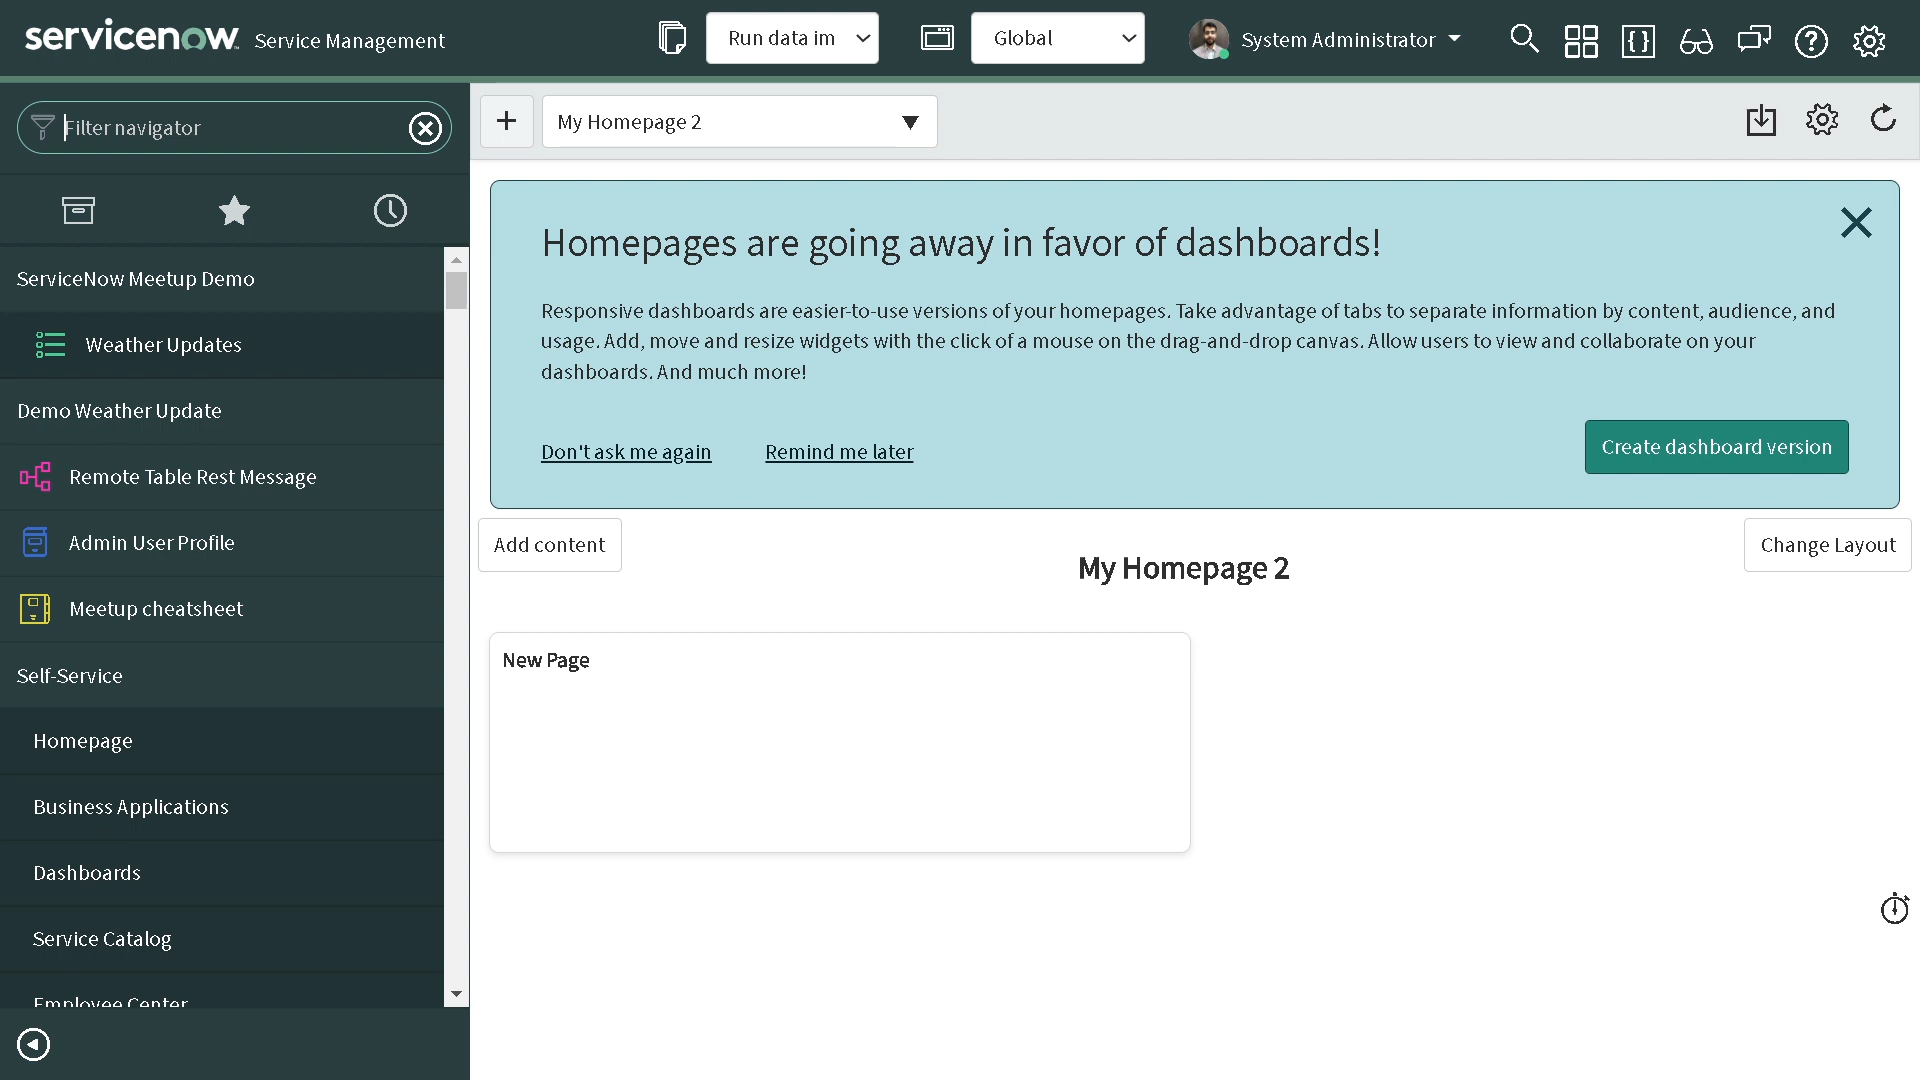 servicenow Service Management
Run data im
Global
System Administrator
Filter navigator
My Homepage 2
ServiceNow Meetup Demo
Weather Updates
Demo Weather Update
Remote Table Rest Message
Admin User Profile
Meetup cheatsheet
Self-Service
Homepage
Business Applications
Dashboards
Service Catalog
Employee Center
Homepages are going away in favor of dashboards!
Responsive dashboards are easier-to-use versions of your homepages. Take advantage of tabs to separate information by content, audience, and
usage. Add, move and resize widgets with the click of a mouse on the drag-and-drop canvas. Allow users to view and collaborate on your
dashboards. And much more!
Don't ask me again
Remind me later
Create dashboard version
Add content
My Homepage 2
Change Layout
New Page